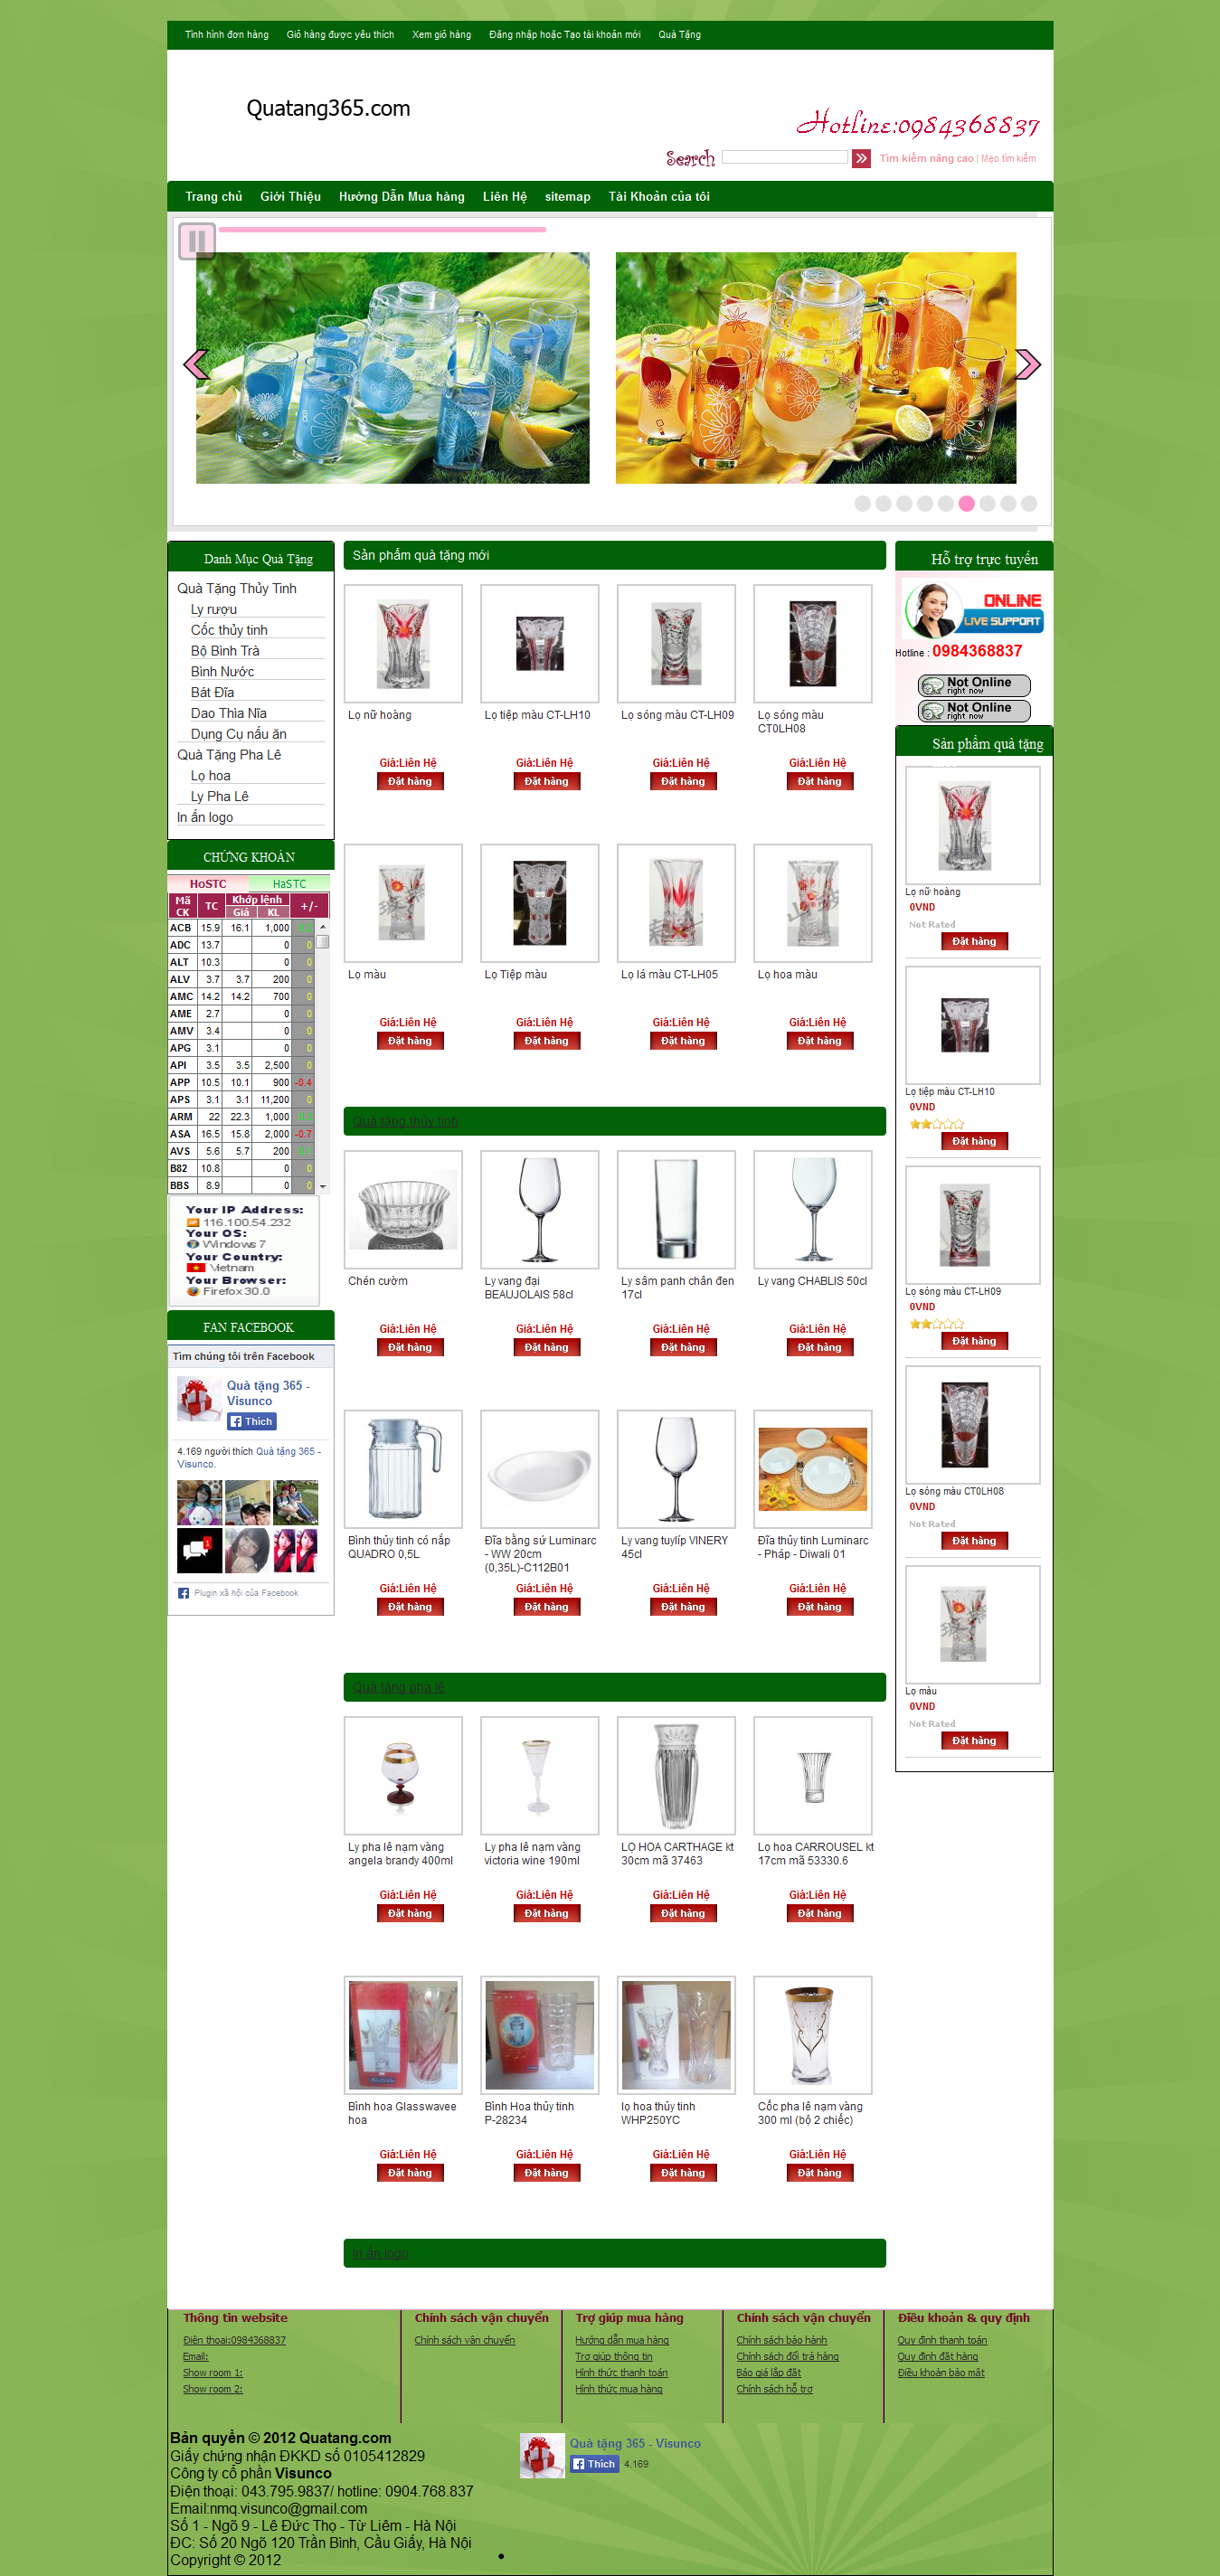 Tình hình đơn hàng Giỏ hàng được yêu thích Xem giỏ hàng Đăng nhập hoặc Tạo tài khoản mới Quà Tặng
Quatang365.com
Hotline:0984368837
Search Tìm kiếm nâng cao | Mẹo tìm kiếm
Trang chủ Giới Thiệu Hướng Dẫn Mua hàng Liên Hệ sitemap Tài Khoản của tôi
Danh Mục Quà Tặng
Quà Tặng Thủy Tinh
Ly rượu
Cốc thủy tinh
Bộ Bình Trà
Bình Nước
Bát Đĩa
Dao Thìa Nĩa
Dụng Cụ nấu ăn
Quà Tặng Pha Lê
Lọ hoa
Ly Pha Lê
In ấn logo
CHỨNG KHOÁN
HoSTC HaSTC
Mã CK TC Khớp lệnh +/-
Giá KL
ACB 15.9 16.1 1,000
ADC 13.7 0 0
ALT 10.3 0 0
ALV 3.7 3.7 200 0
AMC 14.2 14.2 700 0
AME 2.7 0 0
AMV 3.4 0 0
APG 3.1 0 0
API 3.5 3.5 2,500 0
APP 10.5 10.1 900 -0.4
APS 3.1 3.1 11,200 0
ARM 22 22.3 1,000
ASA 16.5 15.8 2,000 -0.7
AVS 5.6 5.7 200
B82 10.8 0 0
BBS 8.9 0 0
Your IP Address:
116.100.54.232
Your OS:
Windows 7
Your Country:
Vietnam
Your Browser:
Firefox 30.0
FAN FACEBOOK
Tìm chúng tôi trên Facebook
Quà tặng 365 -
Visunco
Thích
4.169 người thích Quà tặng 365 -
Visunco.
1
Plugin xã hội của Facebook
Sản phẩm quà tặng mới
Lọ nữ hoàng Lọ tiệp màu CT-LH10 Lọ sóng màu CT-LH09 Lọ sóng màu
CT0LH08
Giá:Liên Hệ Giá:Liên Hệ Giá:Liên Hệ Giá:Liên Hệ
Đặt hàng Đặt hàng Đặt hàng Đặt hàng
Lọ màu Lọ Tiệp màu Lọ lá màu CT-LH05 Lọ hoa màu
Giá:Liên Hệ Giá:Liên Hệ Giá:Liên Hệ Giá:Liên Hệ
Đặt hàng Đặt hàng Đặt hàng Đặt hàng
Quà tặng thủy tinh
Chén cườm Ly vang đại Ly sâm panh chân đen Ly vang CHABLIS 50cl
BEAUJOLAIS 58cl 17cl
Giá:Liên Hệ Giá:Liên Hệ Giá:Liên Hệ Giá:Liên Hệ
Đặt hàng Đặt hàng Đặt hàng Đặt hàng
Bình thủy tinh có nắp Đĩa bằng sứ Luminarc Ly vang tuylip VINERY Đĩa thủy tinh Luminarc
QUADRO 0,5L - WW 20cm 45cl - Pháp - Diwali 01
(0,35L)-C112B01
Giá:Liên Hệ Giá:Liên Hệ Giá:Liên Hệ Giá:Liên Hệ
Đặt hàng Đặt hàng Đặt hàng Đặt hàng
Quà tặng pha lê
Ly pha lê nạm vàng Ly pha lê nạm vàng LỌ HOA CARTHAGE kt Lọ hoa CARROUSEL kt
angela brandy 400ml victoria wine 190ml 30cm mã 37463 17cm mã 53330.6
Giá:Liên Hệ Giá:Liên Hệ Giá:Liên Hệ Giá:Liên Hệ
Đặt hàng Đặt hàng Đặt hàng Đặt hàng
Bình hoa Glasswavee Bình Hoa thủy tinh lọ hoa thủy tinh Cốc pha lê nạm vàng
hoa P-28234 WHP250YC 300 ml (bộ 2 chiếc)
Giá:Liên Hệ Giá:Liên Hệ Giá:Liên Hệ Giá:Liên Hệ
Đặt hàng Đặt hàng Đặt hàng Đặt hàng
In ấn logo
Hỗ trợ trực tuyến
ONLINE
LIVE SUPPORT
Hotline : 0984368837
Not Online
right now
Not Online
right now
Sản phẩm quà tặng
Lọ nữ hoàng
0VND
Not Rated
Đặt hàng
Lọ tiệp màu CT-LH10
0VND
Đặt hàng
Lọ sóng màu CT-LH09
0VND
Đặt hàng
Lọ sóng màu CT0LH08
0VND
Not Rated
Đặt hàng
Lọ màu
0VND
Not Rated
Đặt hàng
Thông tin website
Điện thoại:0984368837
Email:
Show room 1:
Show room 2:
Chính sách vận chuyển
Chính sách vận chuyển
Trợ giúp mua hàng
Hướng dẫn mua hàng
Trợ giúp thông tin
Hình thức thanh toán
Hình thức mua hàng
Chính sách vận chuyển
Chính sách bảo hành
Chính sách đổi trả hàng
Báo giá lắp đặt
Chính sách hỗ trợ
Điều khoản & quy định
Quy định thanh toán
Quy định đặt hàng
Điều khoản bảo mật
Bản quyền © 2012 Quatang.com
Giấy chứng nhận ĐKKD số 0105412829
Công ty cổ phần Visunco
Điện thoại: 043.795.9837/ hotline: 0904.768.837
Email:nmq.visunco@gmail.com
Số 1 - Ngõ 9 - Lê Đức Thọ - Từ Liêm - Hà Nội
ĐC: Số 20 Ngõ 120 Trần Bình, Cầu Giấy, Hà Nội
Copyright © 2012
Quà tặng 365 - Visunco
Thích 4.169